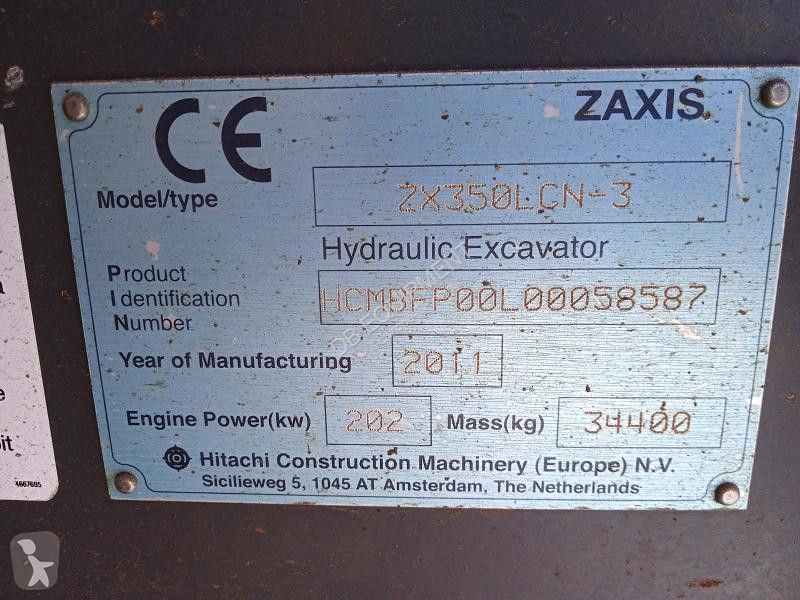 CE
ZAXIS
Model/type ZX350LCN-3
Hydraulic Excavator
Product
Identification HCMBFP00L00058587
Number
Year of Manufacturing 2011
Engine Power(kw) 202 Mass(kg) 34400
Hitachi Construction Machinery (Europe) N.V.
Sicilieweg 5, 1045 AT Amsterdam, The Netherlands
4667695